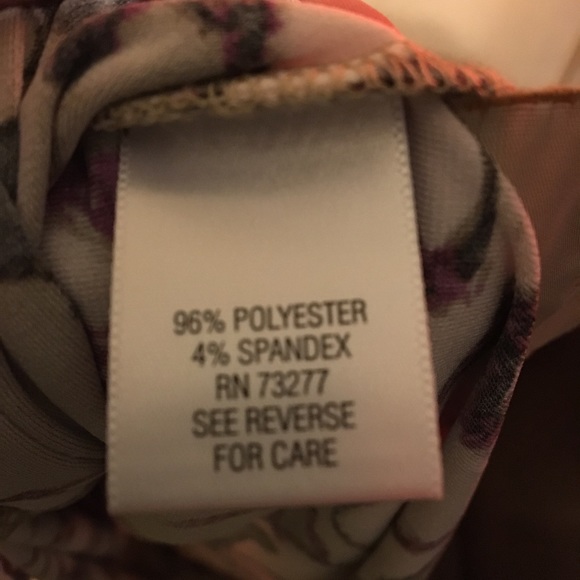 96% POLYESTER
4% SPANDEX
RN 73277
SEE REVERSE
FOR CARE